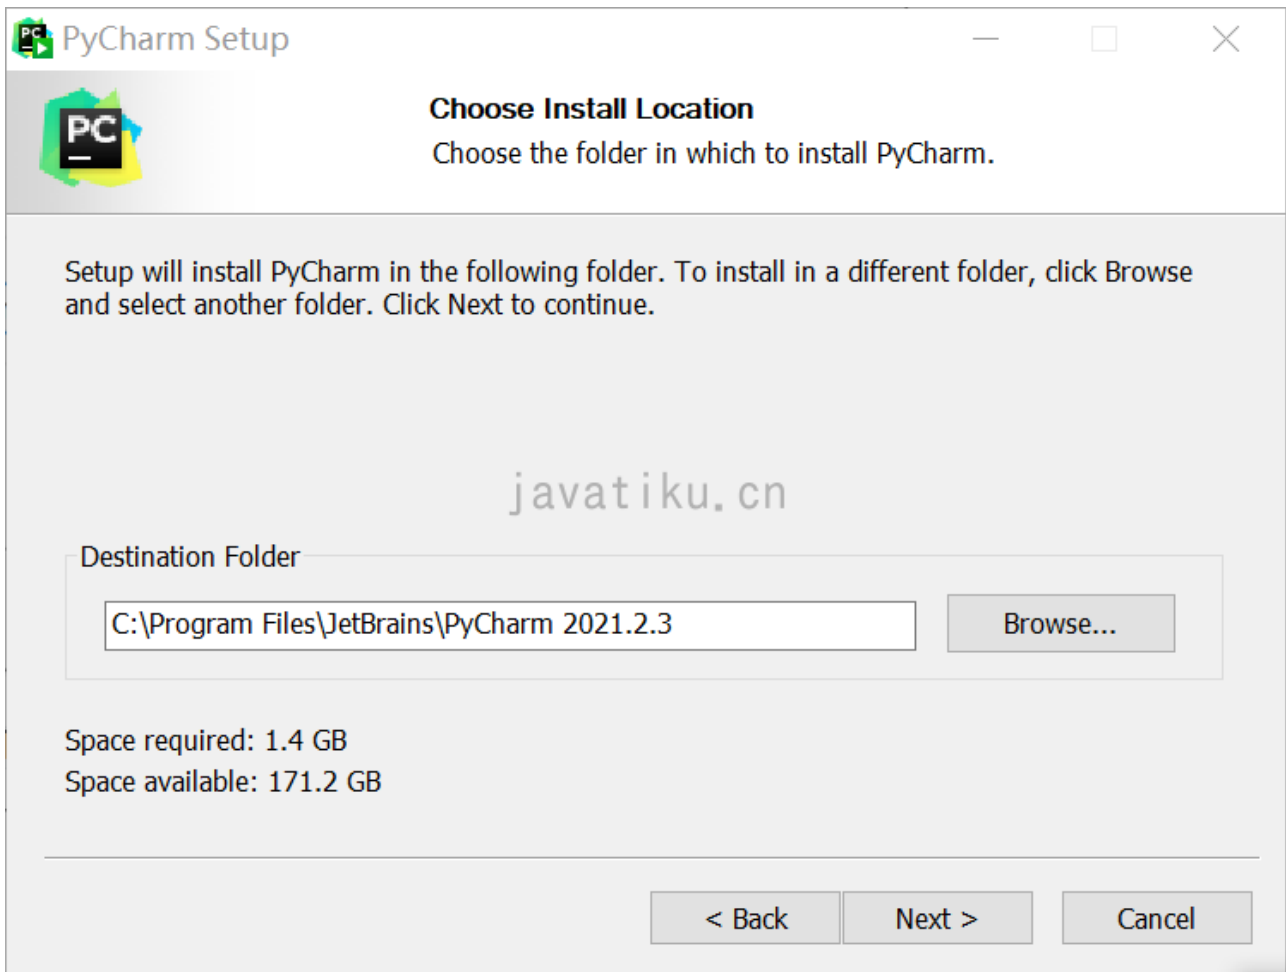 PyCharm Setup
PC
Choose Install Location
Choose the folder in which to install PyCharm.
Setup will install PyCharm in the following folder. To install in a different folder, click Browse
and select another folder. Click Next to continue.
javatiku.cn
Destination Folder
C:\Program Files\JetBrains\PyCharm 2021.2.3
Browse...
Space required: 1.4 GB
Space available: 171.2 GB
< Back
Next >
Cancel